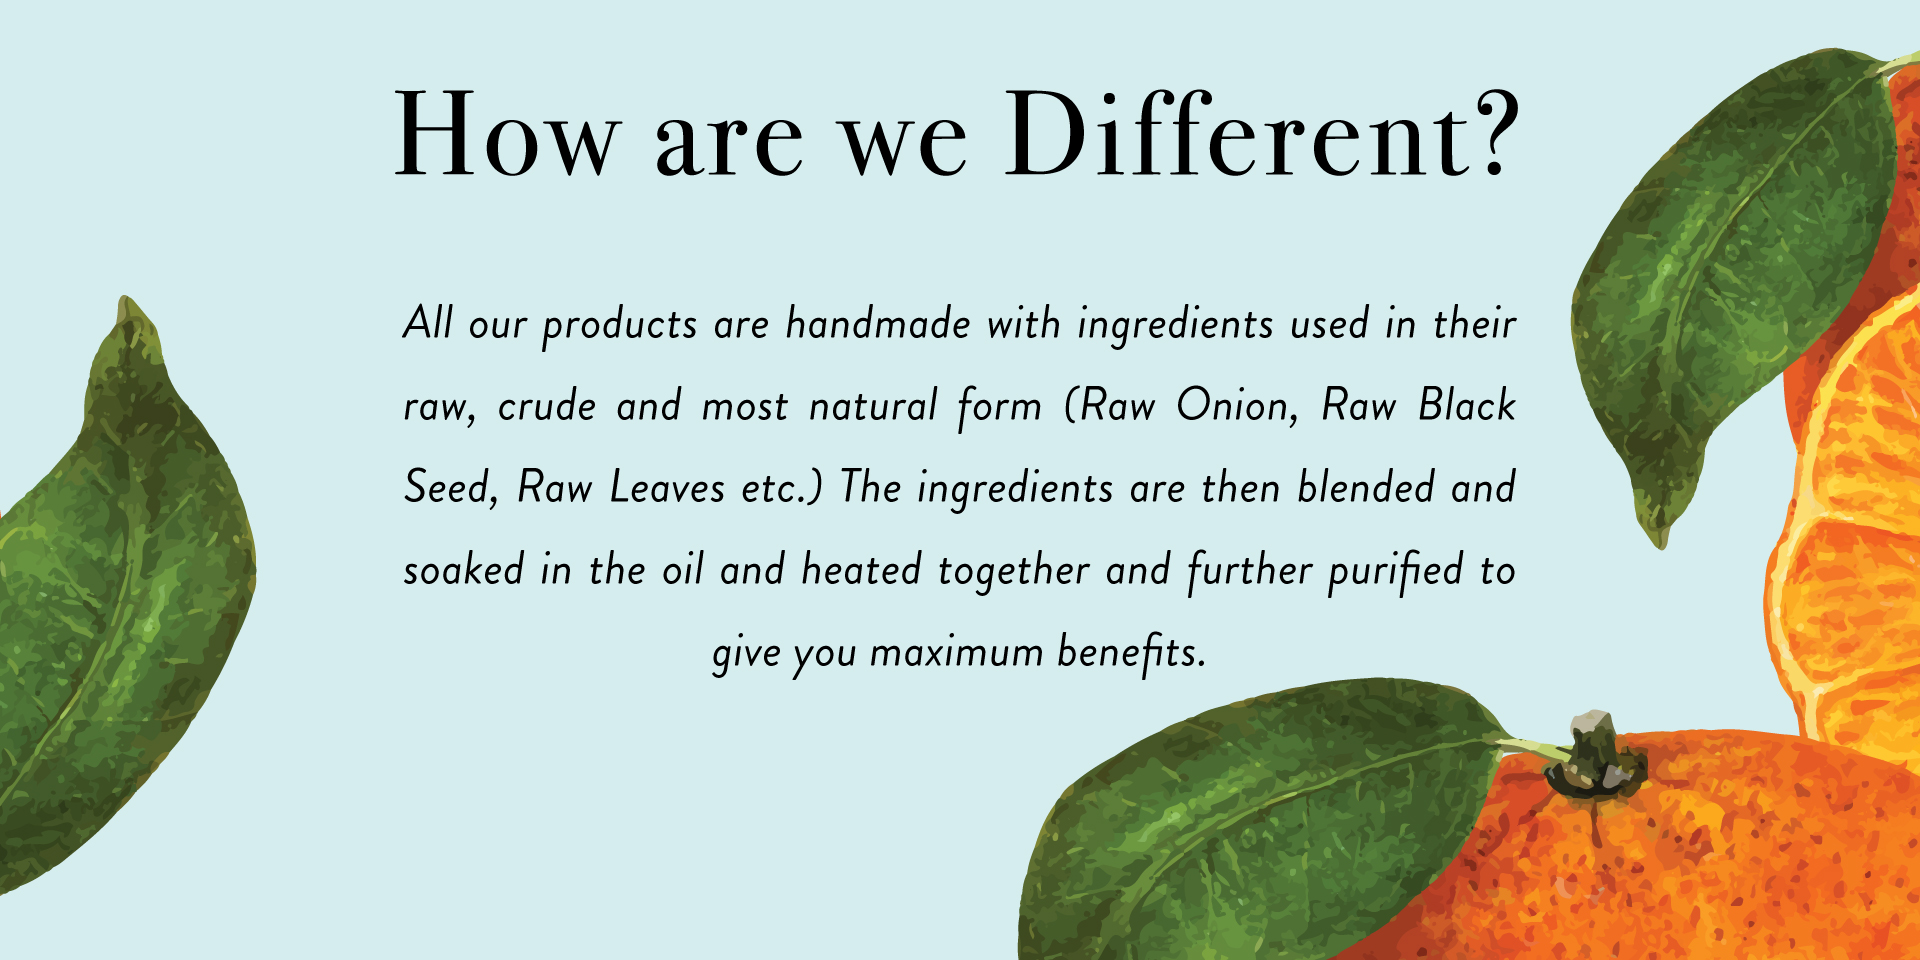 How are we Different?
All our products are handmade with ingredients used in their
raw, crude and most natural form (Raw Onion, Raw Black
Seed, Raw Leaves etc.) The ingredients are then blended and
soaked in the oil and heated together and further purified to
give you maximum benefits.